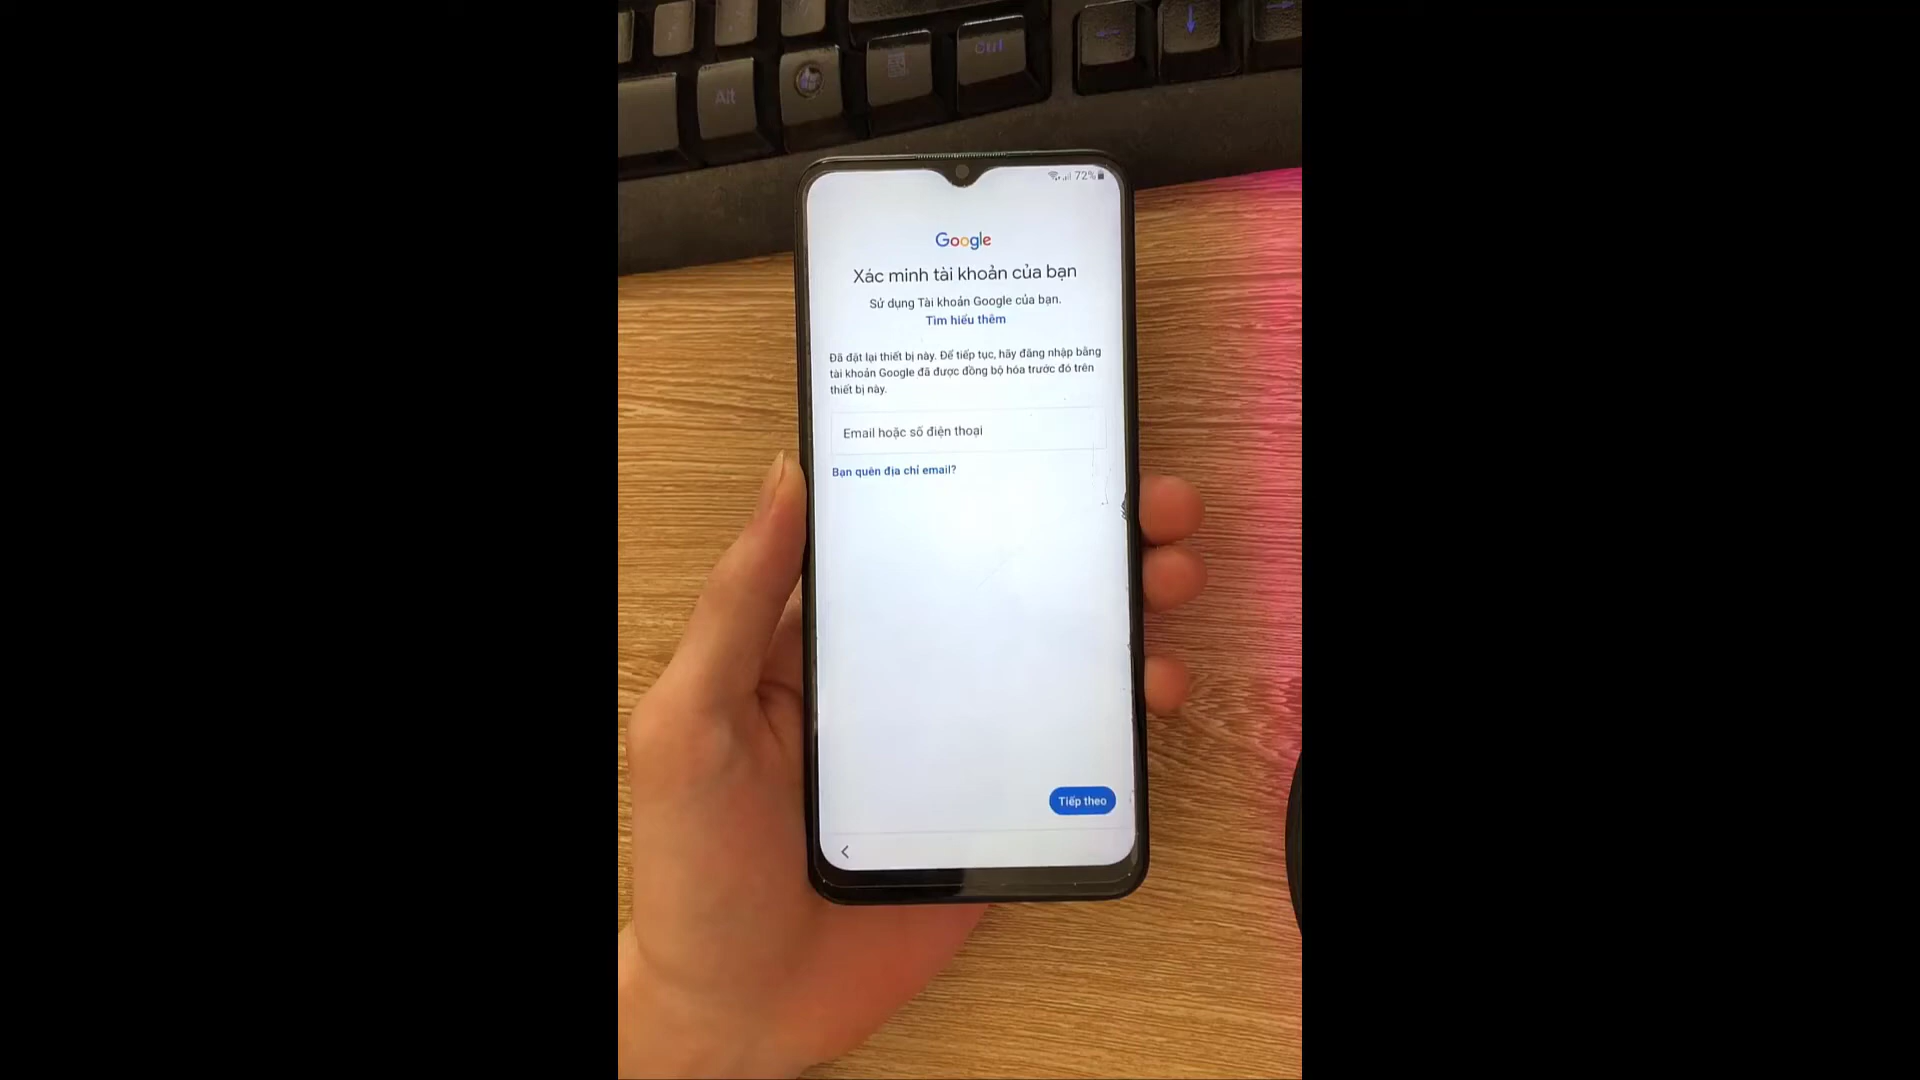 Alt
Ctrl
72%
Google
Xác minh tài khoản của bạn
Sử dụng Tài khoản Google của bạn.
Tìm hiểu thêm
Đã đặt lại thiết bị này. Để tiếp tục, hãy đăng nhập bằng
tài khoản Google đã được đồng bộ hóa trước đó trên
thiết bị này.
Email hoặc số điện thoại
Bạn quên địa chỉ email?
Tiếp theo